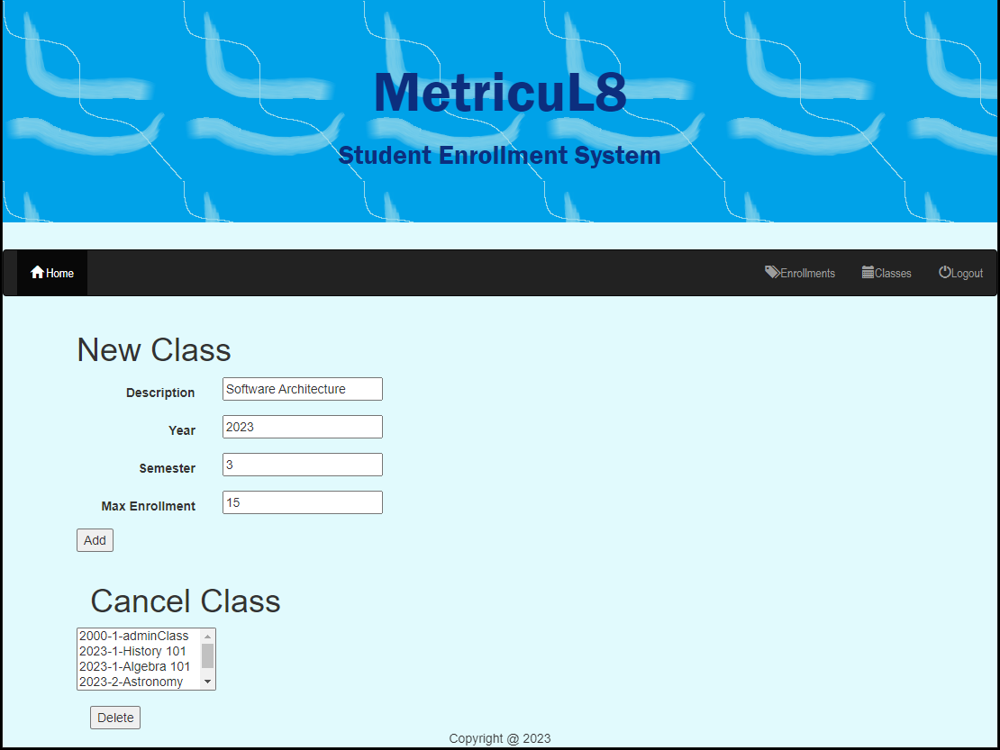 MetricuL8
Student Enrollment System
Home Enrollments Classes Logout
New Class
Description Software Architecture
Year 2023
Semester 3
Max Enrollment 15
Add
Cancel Class
2000-1-adminClass
2023-1-History 101
2023-1-Algebra 101
2023-2-Astronomy
Delete
Copyright @ 2023